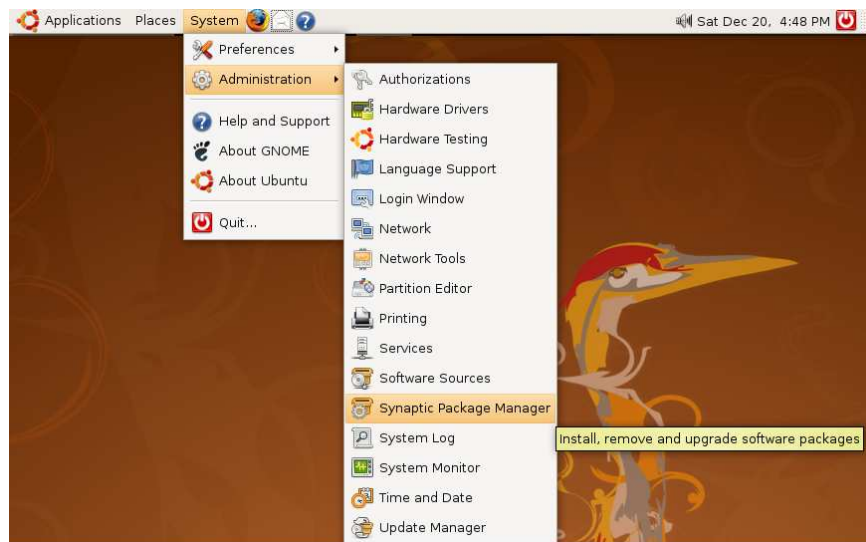 Applications Places System Sat Dec 20, 4:48 PM
Preferences
Administration
Help and Support
About GNOME
About Ubuntu
Quit...
Authorizations
Hardware Drivers
Hardware Testing
Language Support
Login Window
Network
Network Tools
Partition Editor
Printing
Services
Software Sources
Synaptic Package Manager
Install, remove and upgrade software packages
System Log
System Monitor
Time and Date
Update Manager